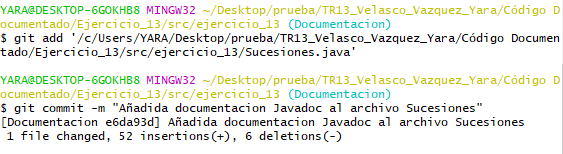 YARA@DESKTOP-6GOKHB8 MINGW32 ~/Desktop/prueba/TR13_Velasco_Vazquez_Yara/Código D
ocumentado/Ejercicio_13/src/ejercicio_13 (Documentacion)
$ git add '/c/Users/YARA/Desktop/prueba/TR13_Velasco_Vazquez_Yara/Código Documen
tado/Ejercicio_13/src/ejercicio_13/Sucesiones.java'
YARA@DESKTOP-6GOKHB8 MINGW32 ~/Desktop/prueba/TR13_Velasco_Vazquez_Yara/Código D
ocumentado/Ejercicio_13/src/ejercicio_13 (Documentacion)
$ git commit -m "Añadida documentacion Javadoc al archivo Sucesiones"
[Documentacion e6da93d] Añadida documentacion Javadoc al archivo Sucesiones
1 file changed, 52 insertions(+), 6 deletions(-)